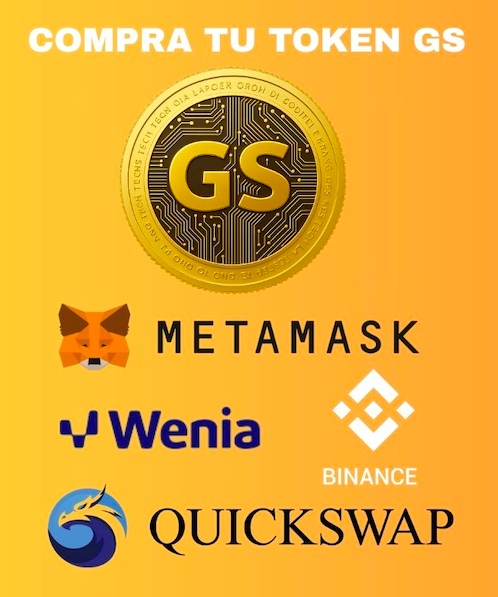 COMPRA TU TOKEN GS
GS
METAMASK
Wenia
BINANCE
QUICKSWAP